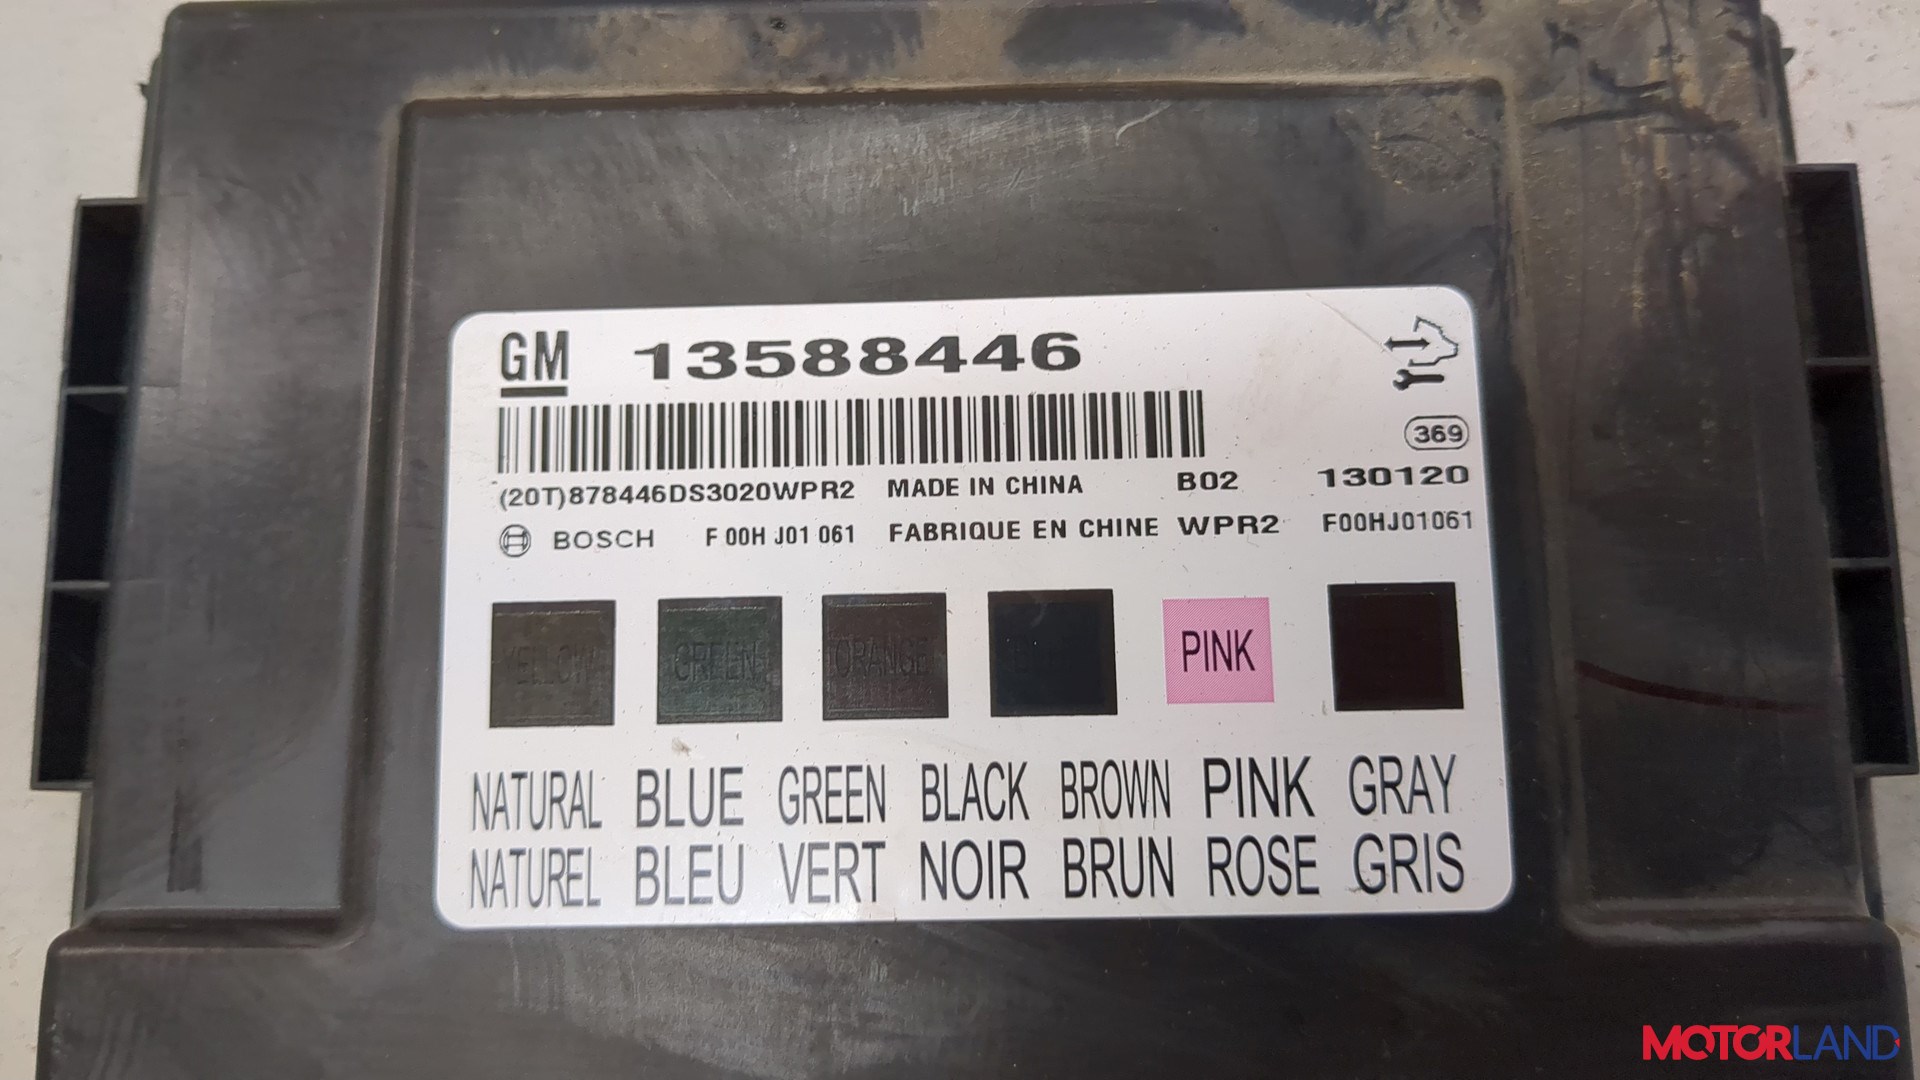 GM 13588446
369
(20T)878446DS3020WPR2 MADE IN CHINA B02 130120
BOSCH F 00H J01 061 FABRIQUE EN CHINE WPR2 F00HJ01061
YELLOW GREEN ORANGE PINK
NATURAL BLUE GREEN BLACK BROWN PINK GRAY
NATUREL BLEU VERT NOIR BRUN ROSE GRIS
MOTORLAND